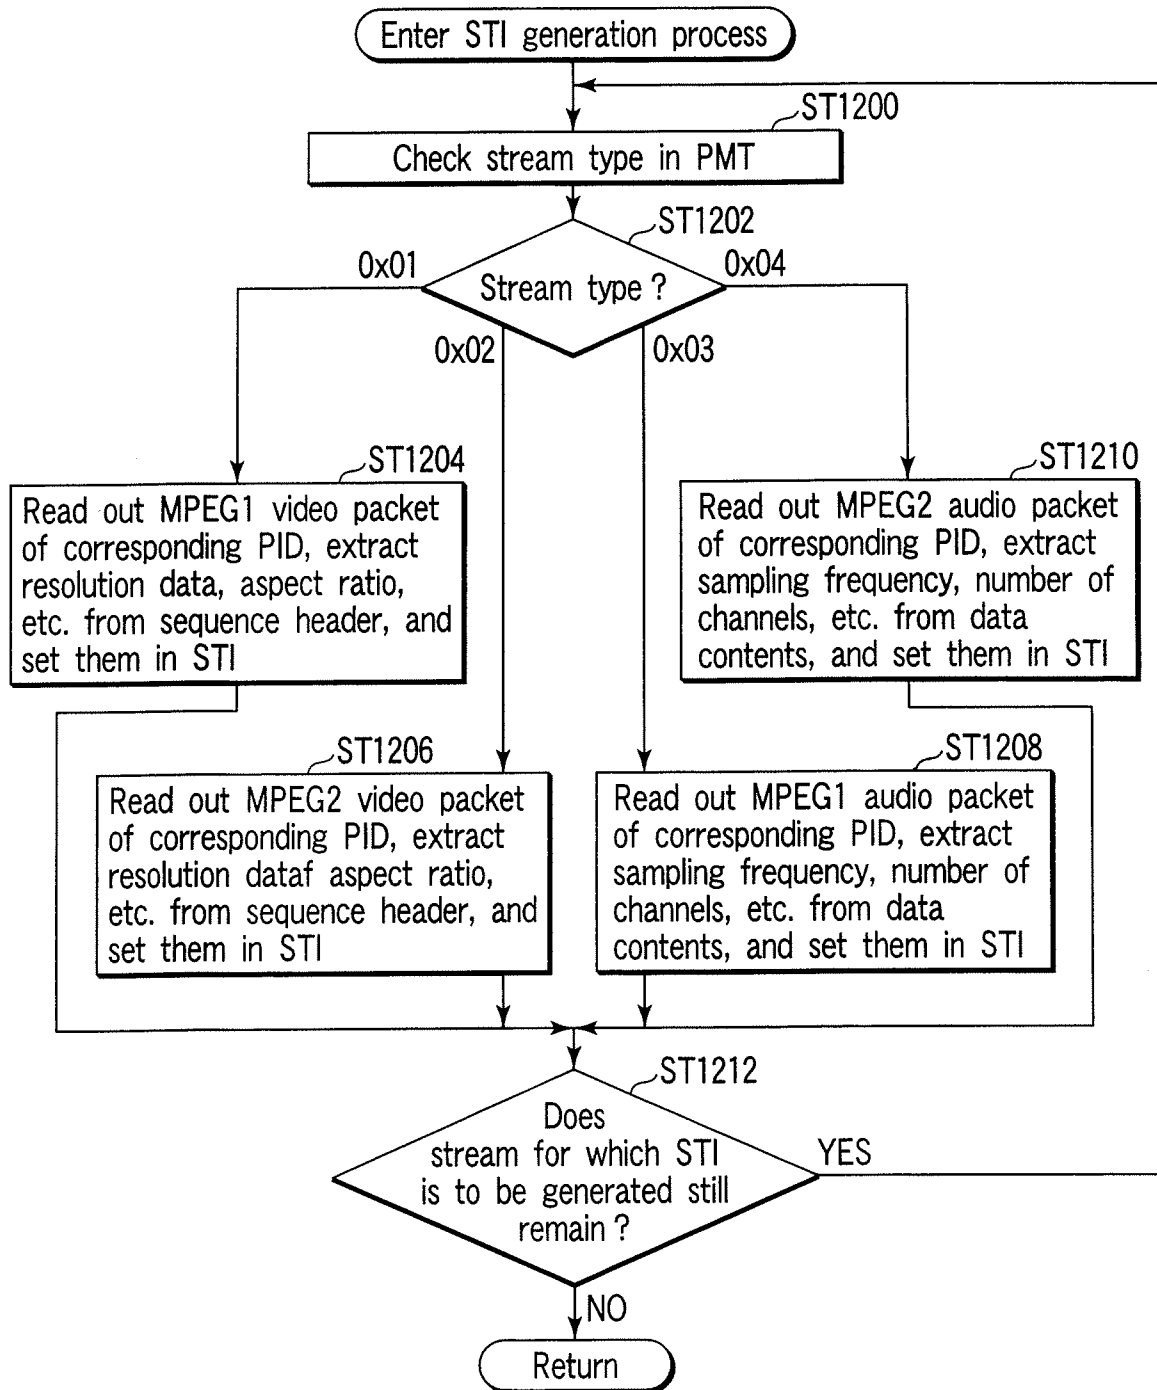 Enter STI generation process
ST1200
Check stream type in PMT
ST1202
0x01
Stream type ?
0x04
0x02
0x03
ST1204
Read out MPEG1 video packet
of corresponding PID, extract
resolution data, aspect ratio,
etc. from sequence header, and
set them in STI
ST1210
Read out MPEG2 audio packet
of corresponding PID, extract
sampling frequency, number of
channels, etc. from data
contents, and set them in STI
ST1206
Read out MPEG2 video packet
of corresponding PID, extract
resolution dataf aspect ratio,
etc. from sequence header, and
set them in STI
ST1208
Read out MPEG1 audio packet
of corresponding PID, extract
sampling frequency, number of
channels, etc. from data
contents, and set them in STI
ST1212
Does
stream for which STI
is to be generated still
remain ?
YES
NO
Return